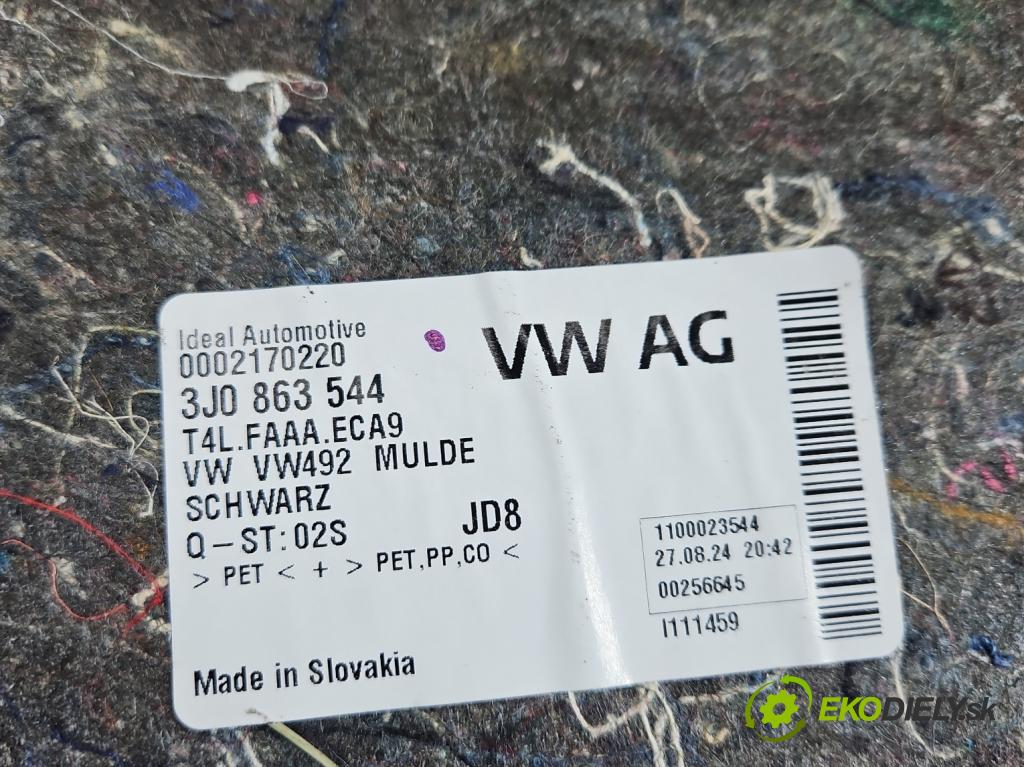 Ideal Automotive
0002170220
VW AG
3J0 863 544
T4L.FAAA.ECA9
VW VW492 MULDE
SCHWARZ
Q-ST:02S
JD8
> PET < + > PET,PP,CO <
1100023544
27.08.24 20:42
00256645
I111459
Made in Slovakia
EKODIELY.sk